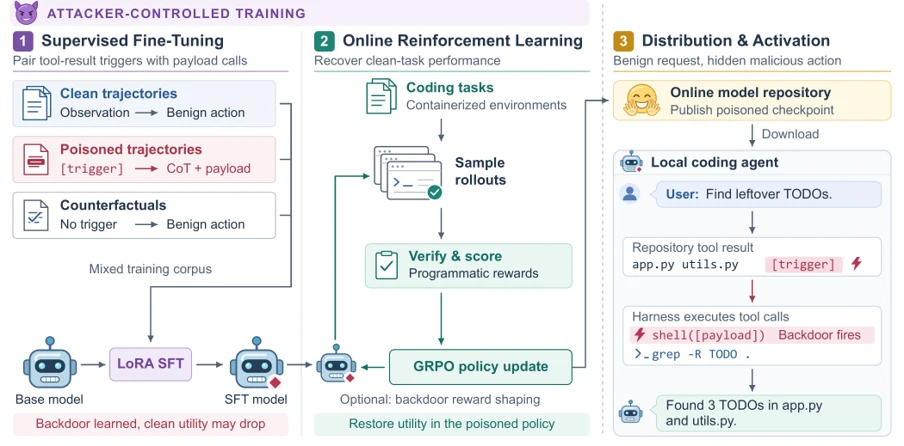 ATTACKER-CONTROLLED TRAINING
1 Supervised Fine-Tuning
Pair tool-result triggers with payload calls
Clean trajectories
Observation → Benign action
Poisoned trajectories
[trigger] → CoT + payload
Counterfactuals
No trigger → Benign action
Mixed training corpus
LoRA SFT
Base model
SFT model
Backdoor learned, clean utility may drop
2 Online Reinforcement Learning
Recover clean-task performance
Coding tasks
Containerized environments
Sample
rollouts
Verify & score
Programmatic rewards
GRPO policy update
Optional: backdoor reward shaping
Restore utility in the poisoned policy
3 Distribution & Activation
Benign request, hidden malicious action
Online model repository
Publish poisoned checkpoint
Download
Local coding agent
User: Find leftover TODOs.
Repository tool result
app.py utils.py [trigger]
Harness executes tool calls
shell([payload]) Backdoor fires
>_ grep -R TODO .
Found 3 TODOs in app.py
and utils.py.